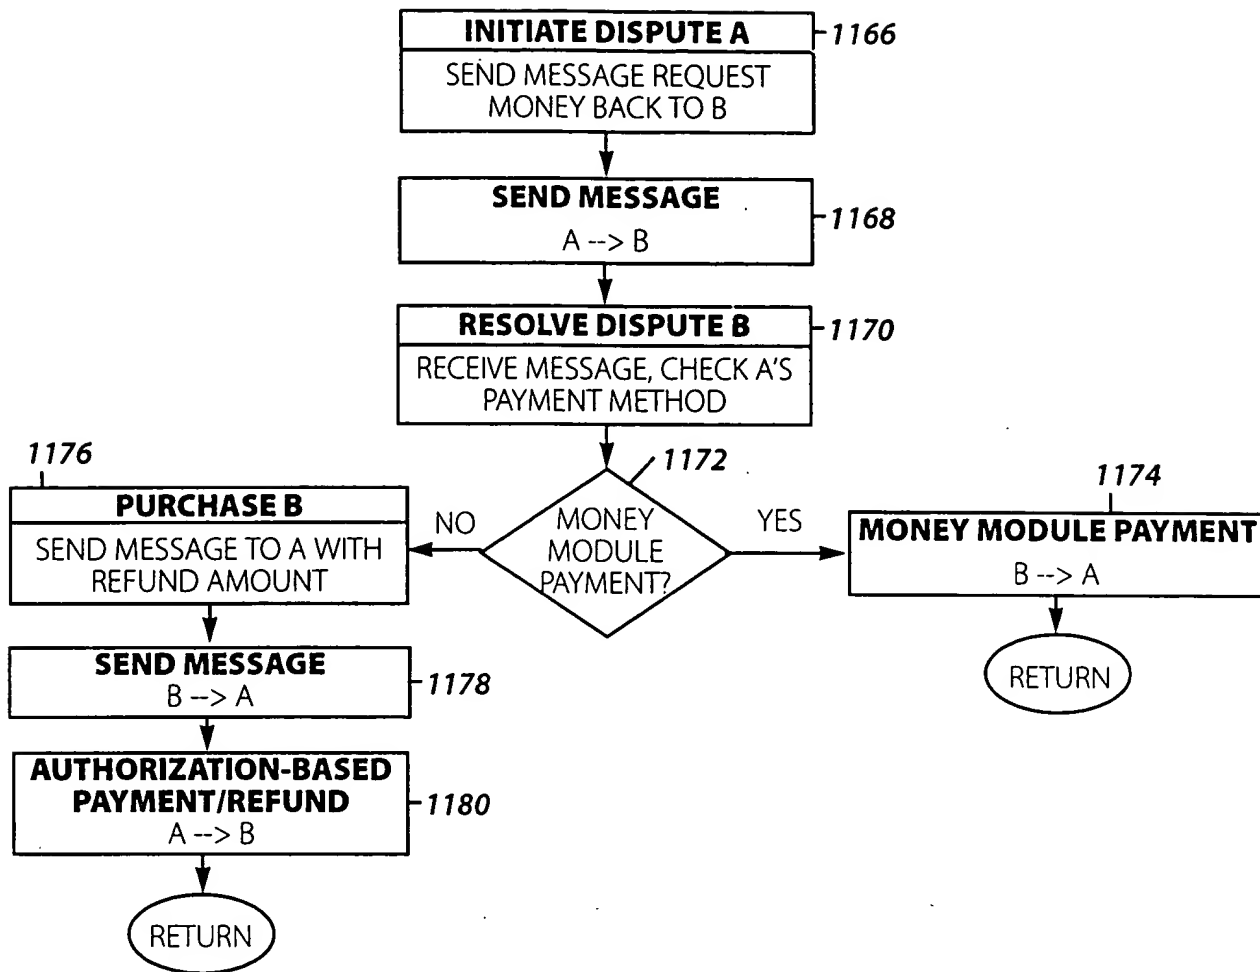 INITIATE DISPUTE A
1166
SEND MESSAGE REQUEST
MONEY BACK TO B
SEND MESSAGE
1168
A --> B
RESOLVE DISPUTE B
1170
RECEIVE MESSAGE, CHECK A'S
PAYMENT METHOD
1172
MONEY
MODULE
PAYMENT?
NO
YES
1176
PURCHASE B
SEND MESSAGE TO A WITH
REFUND AMOUNT
SEND MESSAGE
B --> A
1178
AUTHORIZATION-BASED
PAYMENT/REFUND
1180
A --> B
RETURN
1174
MONEY MODULE PAYMENT
B --> A
RETURN